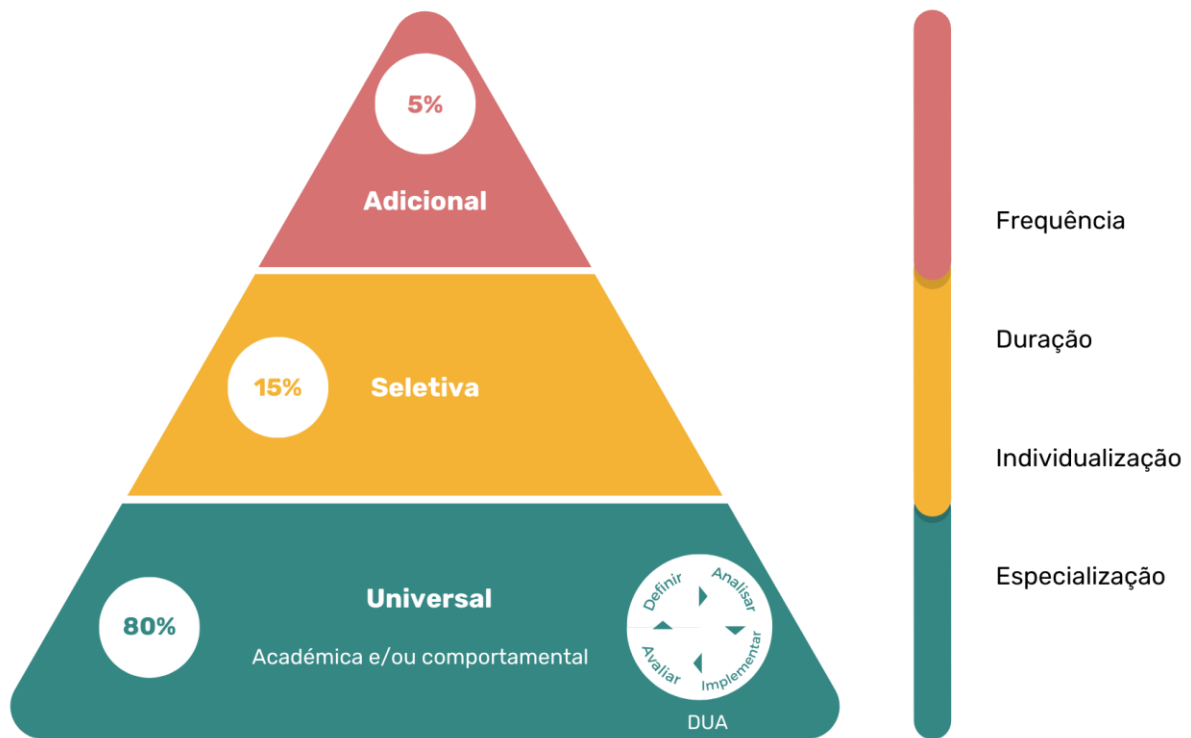 5%
Adicional
15%
Seletiva
80%
Universal
Académica e/ou comportamental
Definir
Analisar
Implementar
Avaliar
DUA
Frequência
Duração
Individualização
Especialização